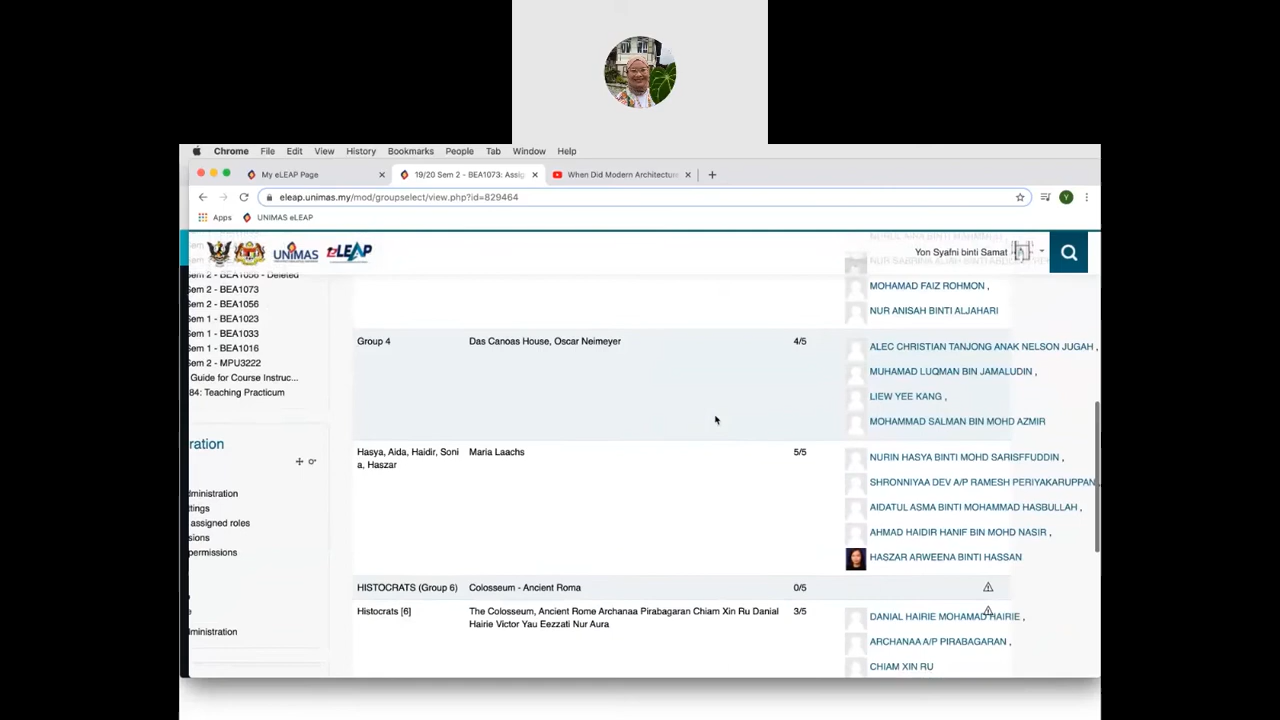 Chrome File Edit View History Bookmarks People Tab Window Help
My eLEAP Page
19/20 Sem 2 - BEA1073: Assig
When Did Modern Architecture
eleap.unimas.my/mod/groupselect/view.php?id=829464
Y
Apps UNIMAS eLEAP
UNIMAS eLEAP
Yon Syafni binti Samat
Sem 2 - BEA1056 - Deleted
Sem 2 - BEA1073
Sem 2 - BEA1056
Sem 1 - BEA1023
Sem 1 - BEA1033
Sem 1 - BEA1016
Sem 2 - MPU3222
Guide for Course Instruc...
84: Teaching Practicum
ration
dministration
ttings
assigned roles
sions
permissions
dministration
MOHAMAD FAIZ ROHMON ,
NUR ANISAH BINTI ALJAHARI
Group 4 Das Canoas House, Oscar Neimeyer 4/5
ALEC CHRISTIAN TANJONG ANAK NELSON JUGAH ,
MUHAMAD LUQMAN BIN JAMALUDIN ,
LIEW YEE KANG ,
MOHAMMAD SALMAN BIN MOHD AZMIR
Hasya, Aida, Haidir, Soni
a, Haszar
Maria Laachs 5/5
NURIN HASYA BINTI MOHD SARISFFUDDIN ,
SHRONNIYAA DEV A/P RAMESH PERIYAKARUPPAN ,
AIDATUL ASMA BINTI MOHAMMAD HASBULLAH ,
AHMAD HAIDIR HANIF BIN MOHD NASIR ,
HASZAR ARWEENA BINTI HASSAN
HISTOCRATS (Group 6) Colosseum - Ancient Roma 0/5
Histocrats [6]
The Colosseum, Ancient Rome Archanaa Pirabagaran Chiam Xin Ru Danial
Hairie Victor Yau Eezzati Nur Aura
3/5
DANIAL HAIRIE MOHAMAD HAIRIE ,
ARCHANAA A/P PIRABAGARAN ,
CHIAM XIN RU